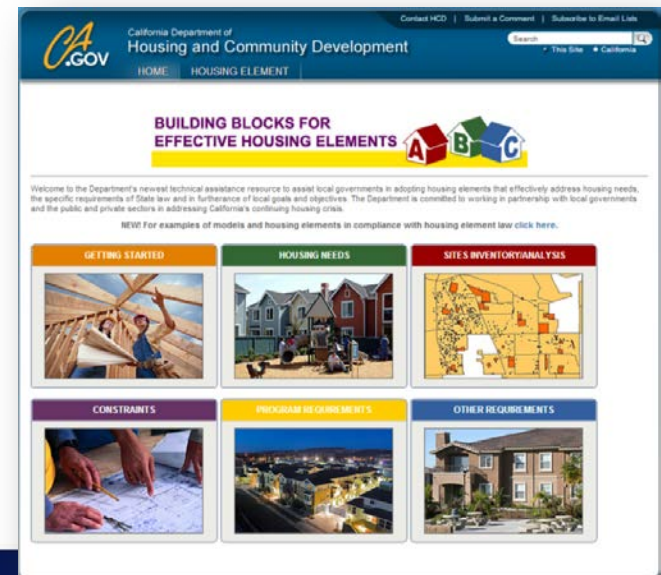 Contact HCD | Submit a Comment | Subscribe to Email Lists
CA
.GOV
California Department of
Housing and Community Development
Search
This Site California
HOME HOUSING ELEMENT
BUILDING BLOCKS FOR
EFFECTIVE HOUSING ELEMENTS
A B C
Welcome to the Department's newest technical assistance resource to assist local governments in adopting housing elements that effectively address housing needs,
the specific requirements of State law and in furtherance of local goals and objectives. The Department is committed to working in partnership with local governments
and the public and private sectors in addressing California's continuing housing crisis.
NEW! For examples of models and housing elements in compliance with housing element law click here.
GETTING STARTED
HOUSING NEEDS
SITES INVENTORY/ANALYSIS
CONSTRAINTS
PROGRAM REQUIREMENTS
OTHER REQUIREMENTS